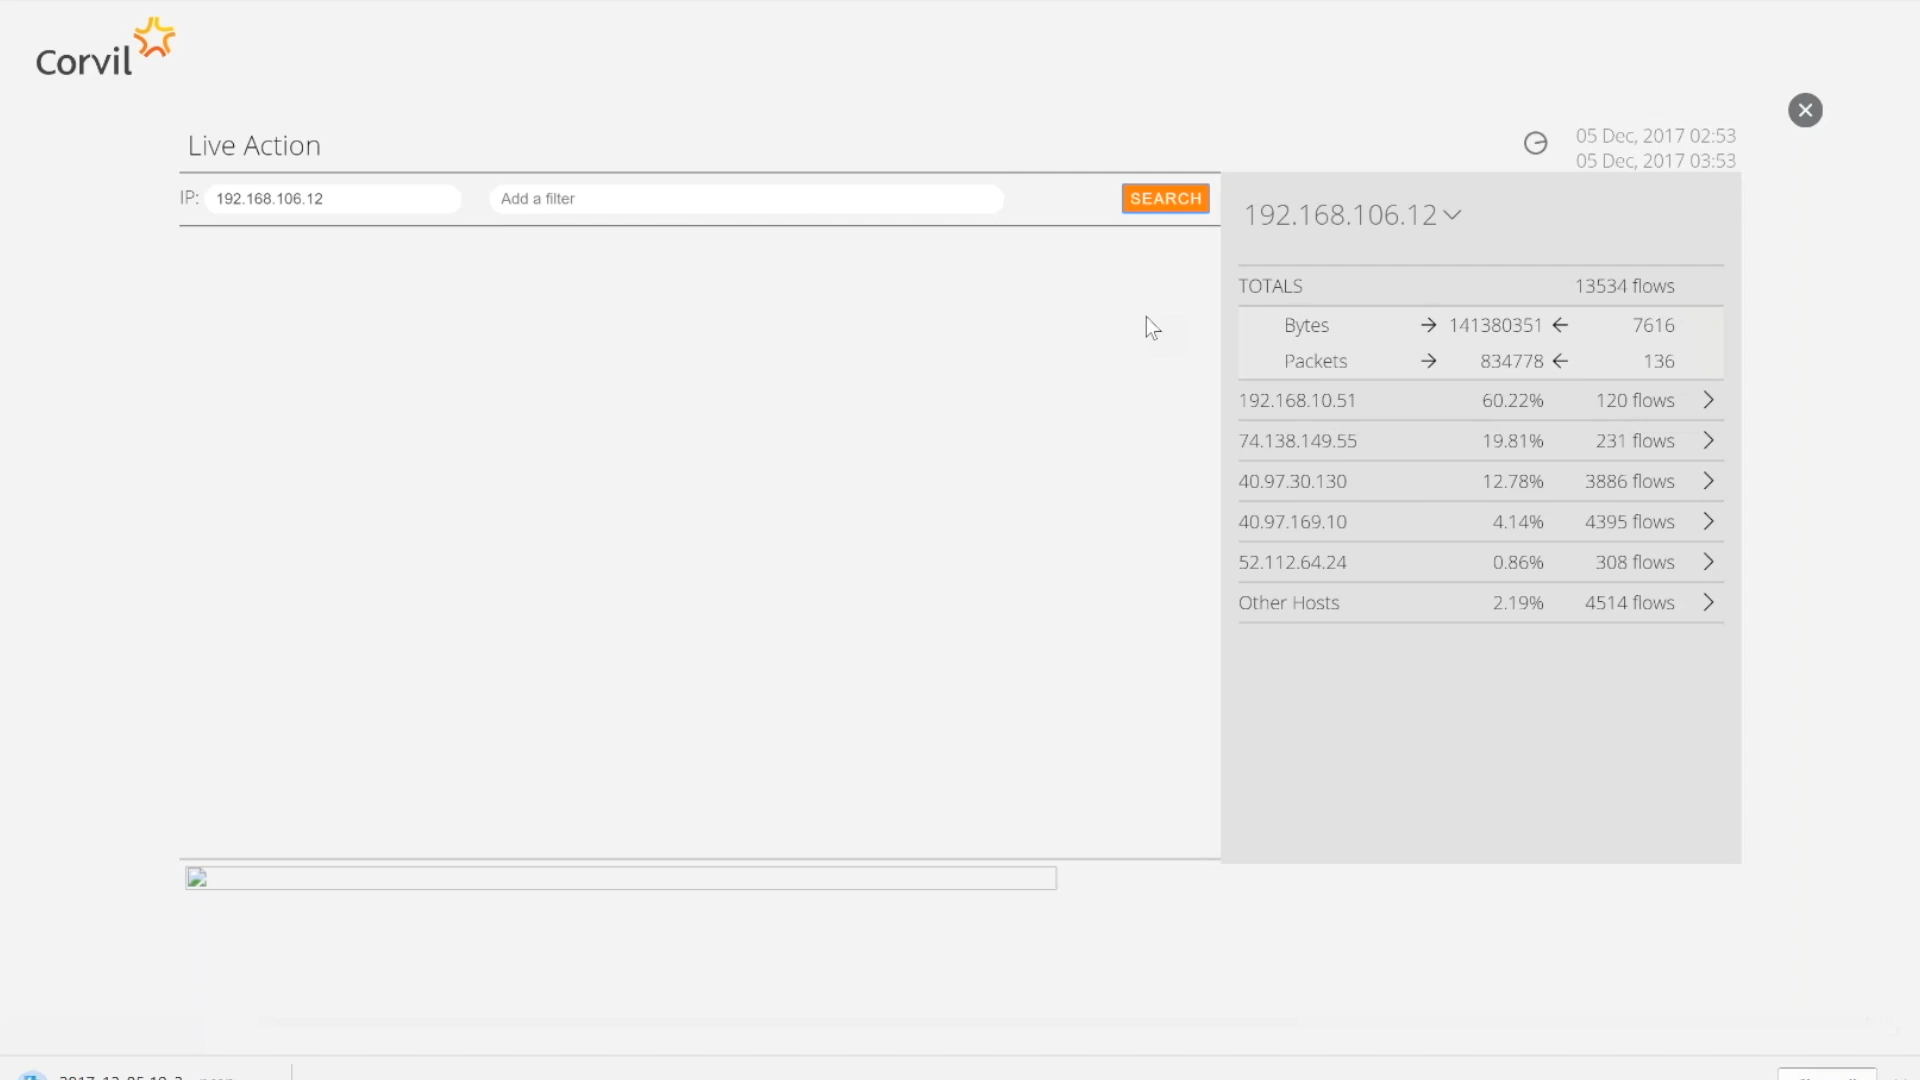 Corvil
Live Action
05 Dec, 2017 02:53
05 Dec, 2017 03:53
IP: 192.168.106.12 Add a filter SEARCH
192.168.106.12
TOTALS 13534 flows
Bytes → 141380351 ← 7616
Packets → 834778 ← 136
192.168.10.51 60.22% 120 flows
74.138.149.55 19.81% 231 flows
40.97.30.130 12.78% 3886 flows
40.97.169.10 4.14% 4395 flows
52.112.64.24 0.86% 308 flows
Other Hosts 2.19% 4514 flows